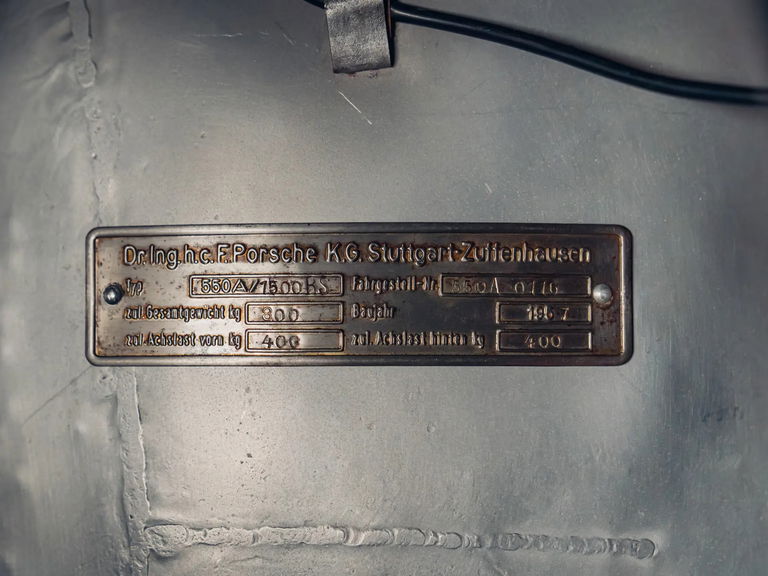 Dr.Ing.h.c. F.Porsche K.G. Stuttgart-Zuffenhausen
Typ 550A/1500RS Fahrgestell-Nr. 550A-0116
zul. Gesamtgewicht kg 800 Baujahr 1957
zul. Achslast vorn kg 400 zul. Achslast hinten kg 400